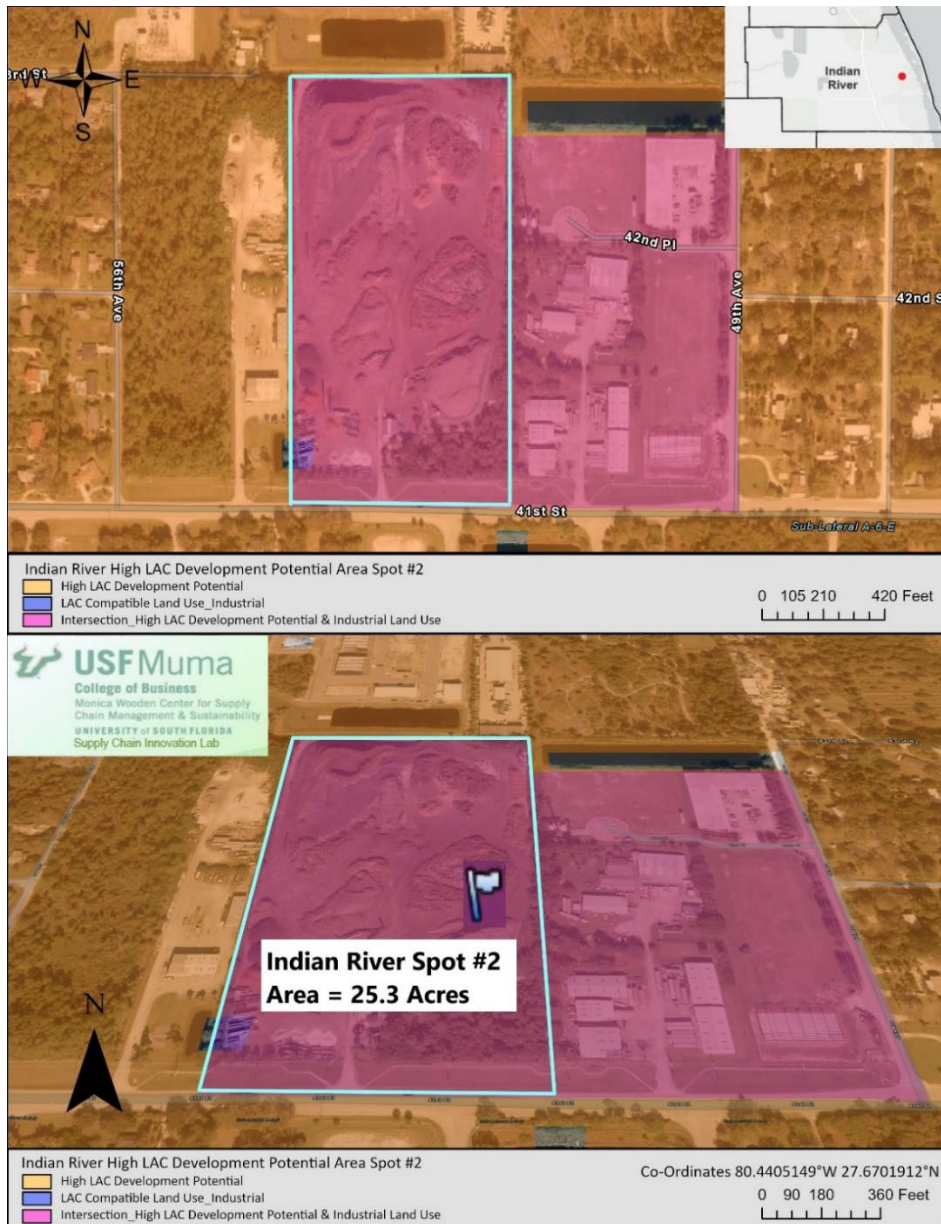 N
W E
S
3rd St
Indian
River
56th Ave
42nd Pl
49th Ave
42nd S
41st St
Sub-Lateral A-6-E
Indian River High LAC Development Potential Area Spot #2
High LAC Development Potential
LAC Compatible Land Use_Industrial
Intersection_High LAC Development Potential & Industrial Land Use
0 105 210 420 Feet
USF Muma
College of Business
Monica Wooden Center for Supply
Chain Management & Sustainability
UNIVERSITY of SOUTH FLORIDA
Supply Chain Innovation Lab
Indian River Spot #2
Area = 25.3 Acres
N
Indian River High LAC Development Potential Area Spot #2
High LAC Development Potential
LAC Compatible Land Use_Industrial
Intersection_High LAC Development Potential & Industrial Land Use
Co-Ordinates 80.4405149°W 27.6701912°N
0 90 180 360 Feet